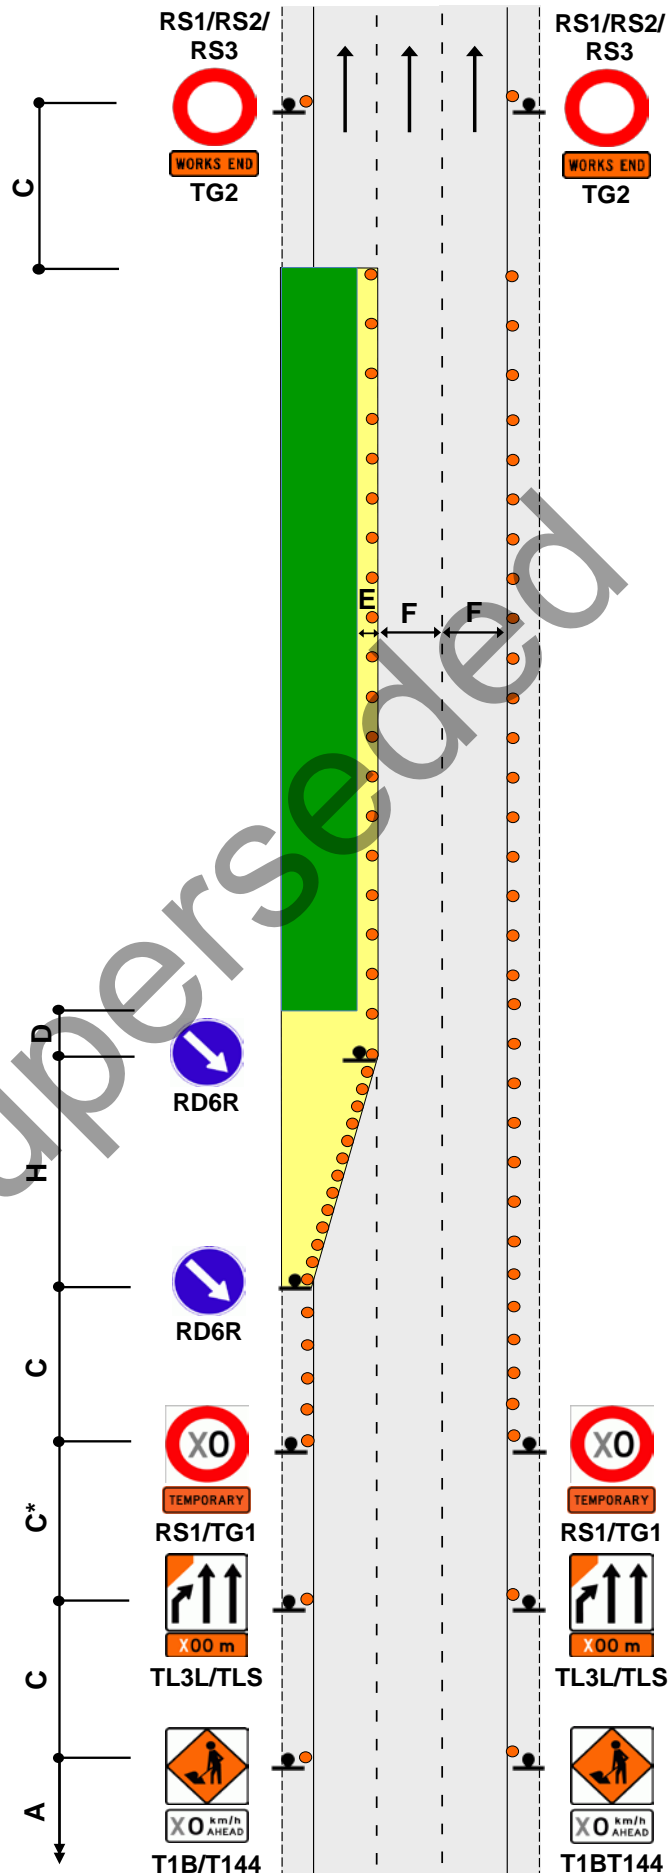 RS1/RS2/
RS3
RS1/RS2/
RS3
WORKS END
WORKS END
TG2
TG2
C
E
F
F
Superseded
D
RD6R
H
RD6R
C
X0
X0
TEMPORARY
TEMPORARY
RS1/TG1
RS1/TG1
C*
X00 m
X00 m
TL3L/TLS
TL3L/TLS
C
X0 km/h
AHEAD
X0 km/h
AHEAD
A
T1B/T144
T1BT144